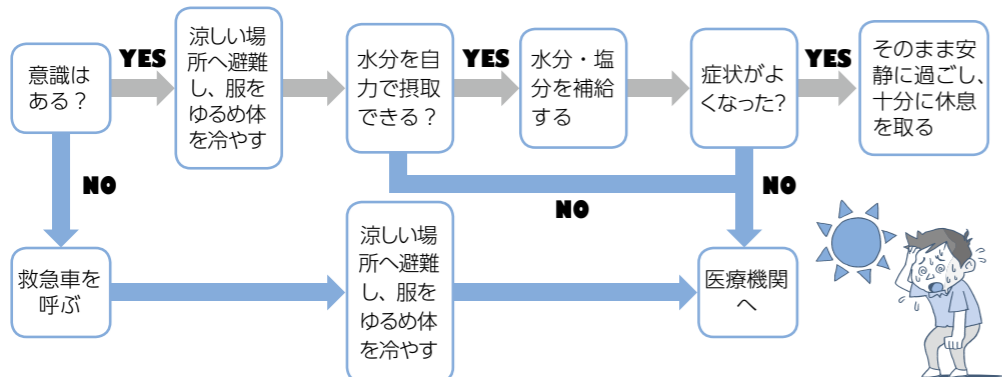 意識は
ある?
YES
涼しい場
所へ避難
し、服を
ゆるめ体
を冷やす
水分を自
力で摂取
できる?
YES
水分・塩
分を補給
する
症状がよ
くなった?
YES
そのまま安
静に過ごし、
十分に休息
を取る
NO
NO
NO
救急車を
呼ぶ
涼しい場
所へ避難
し、服を
ゆるめ体
を冷やす
医療機関
へ